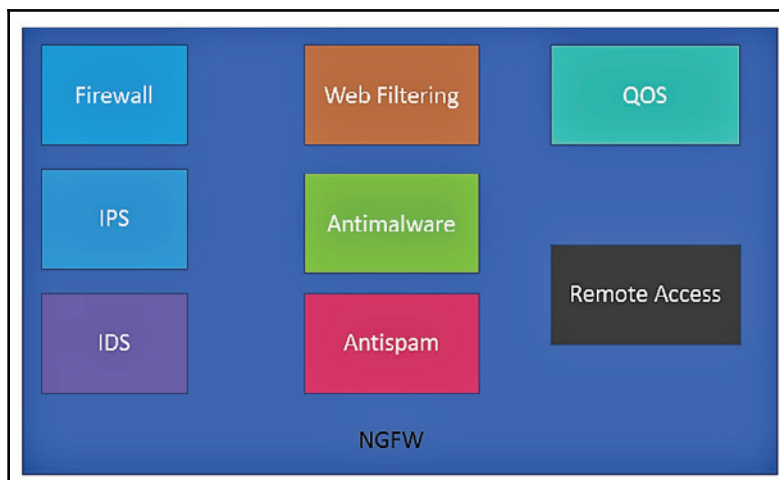 Firewall
Web Filtering
QOS
IPS
Antimalware
Remote Access
IDS
Antispam
NGFW